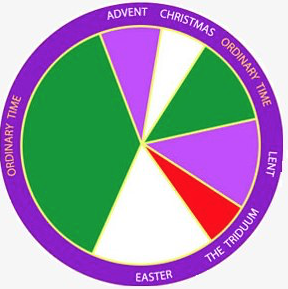 ADVENT
CHRISTMAS
ORDINARY TIME
LENT
THE TRIDUUM
EASTER
ORDINARY TIME